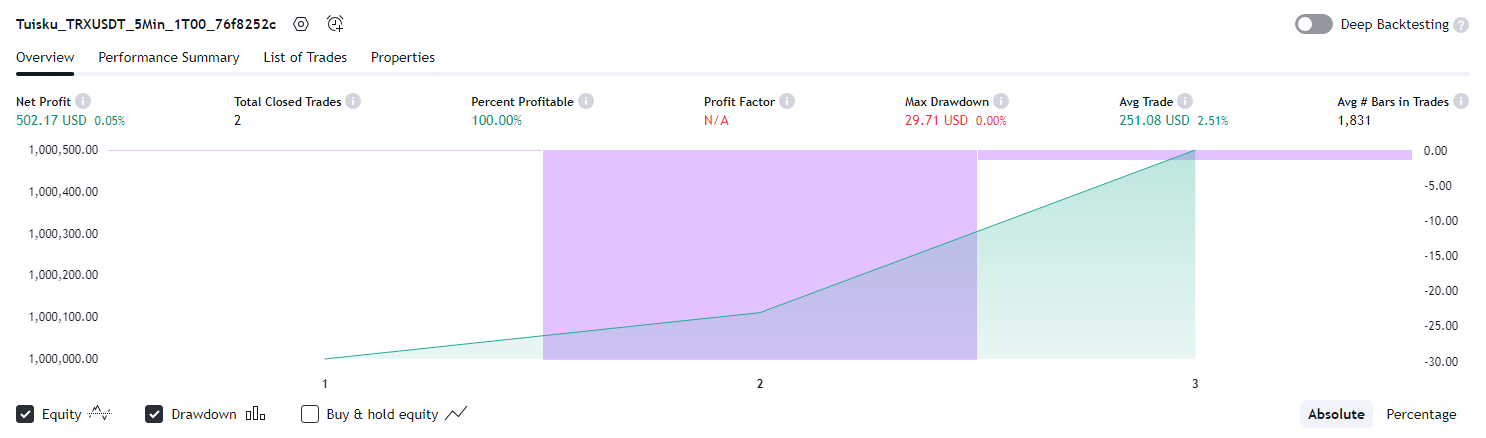 Tuisku_TRXUSDT_5Min_1T00_76f8252c
Deep Backtesting ?
Overview Performance Summary List of Trades Properties
Net Profit Total Closed Trades Percent Profitable Profit Factor Max Drawdown Avg Trade Avg # Bars in Trades
502.17 USD 0.05% 2 100.00% N/A 29.71 USD 0.00% 251.08 USD 2.51% 1,831
1,000,500.00
1,000,400.00
1,000,300.00
1,000,200.00
1,000,100.00
1,000,000.00
0.00
-5.00
-10.00
-15.00
-20.00
-25.00
-30.00
1 2 3
Equity Drawdown Buy & hold equity Absolute Percentage